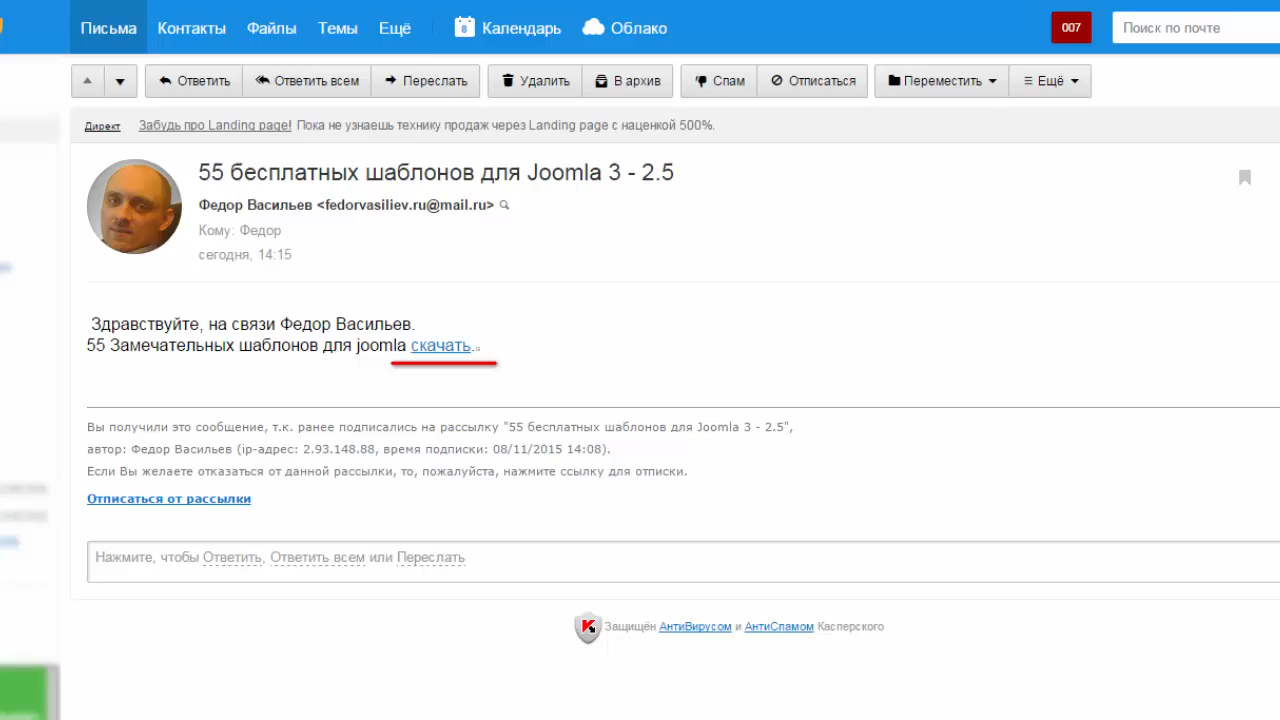 Письма Контакты Файлы Темы Ещё 8 Календарь Облако 007 Поиск по почте
Ответить Ответить всем Переслать Удалить В архив Спам Отписаться Переместить Ещё
Директ Забудь про Landing page! Пока не узнаешь технику продаж через Landing page с наценкой 500%.
55 бесплатных шаблонов для Joomla 3 - 2.5
Федор Васильев <fedorvasiliev.ru@mail.ru>
Кому: Федор
сегодня, 14:15
Здравствуйте, на связи Федор Васильев.
55 Замечательных шаблонов для joomla скачать.
Вы получили это сообщение, т.к. ранее подписались на рассылку "55 бесплатных шаблонов для Joomla 3 - 2.5",
автор: Федор Васильев (ip-адрес: 2.93.148.88, время подписки: 08/11/2015 14:08).
Если Вы желаете отказаться от данной рассылки, то, пожалуйста, нажмите ссылку для отписки.
Отписаться от рассылки
Нажмите, чтобы Ответить, Ответить всем или Переслать
Защищён АнтиВирусом и АнтиСпамом Касперского